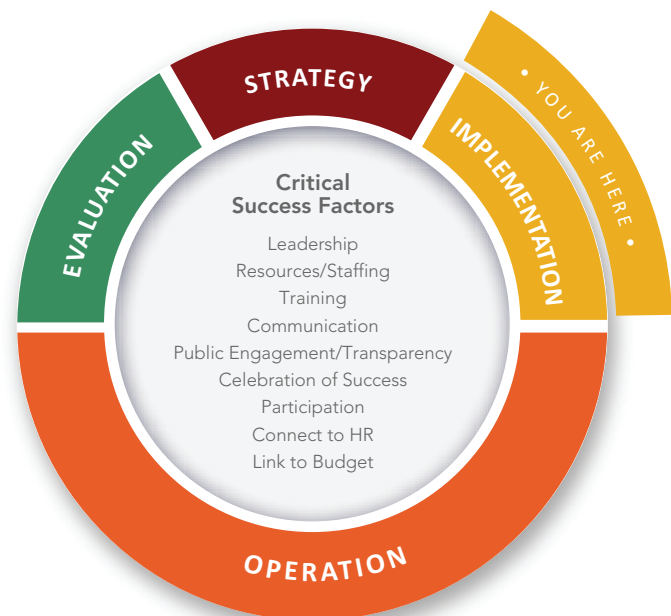 STRATEGY
IMPLEMENTATION
• YOU ARE HERE •
EVALUATION
Critical
Success Factors
Leadership
Resources/Staffing
Training
Communication
Public Engagement/Transparency
Celebration of Success
Participation
Connect to HR
Link to Budget
OPERATION